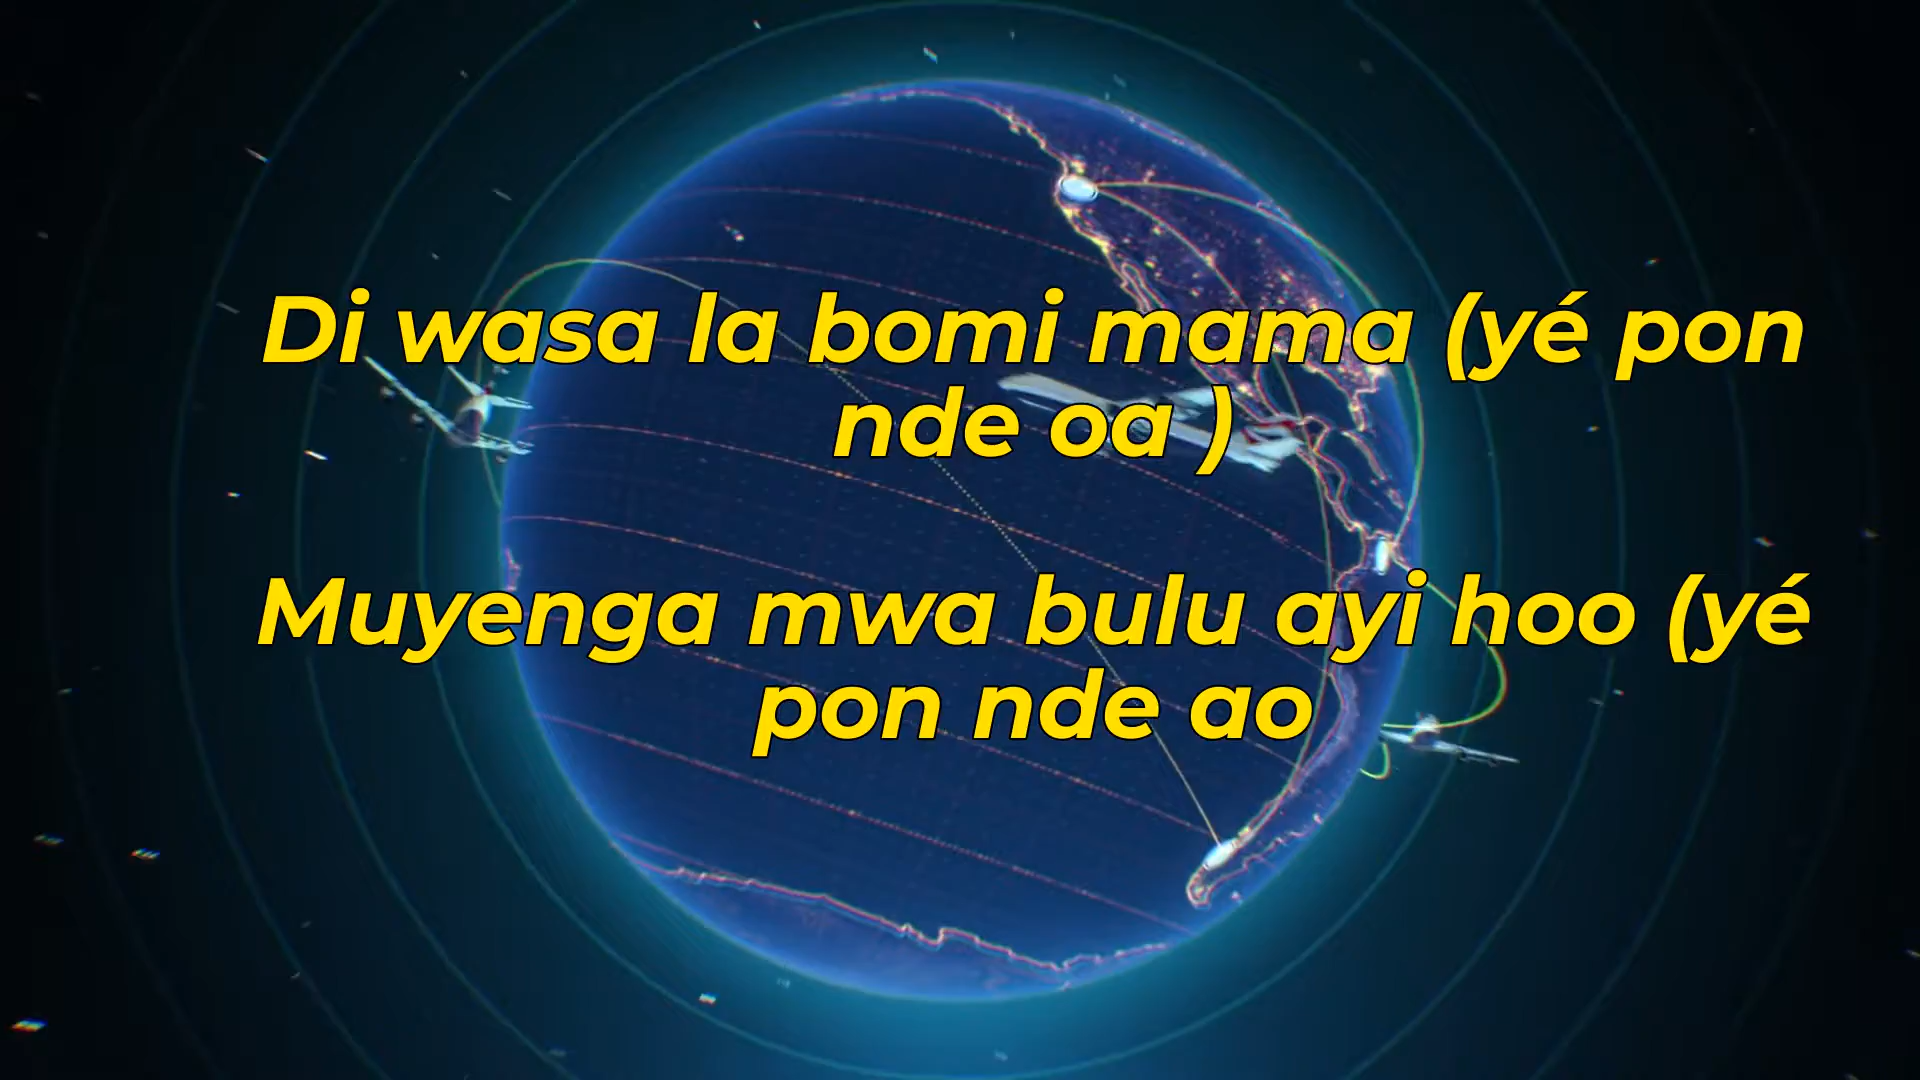 Di wasa la bomi mama (yé pon
nde oa )
Muyenga mwa bulu ayi hoo (yé
pon nde ao